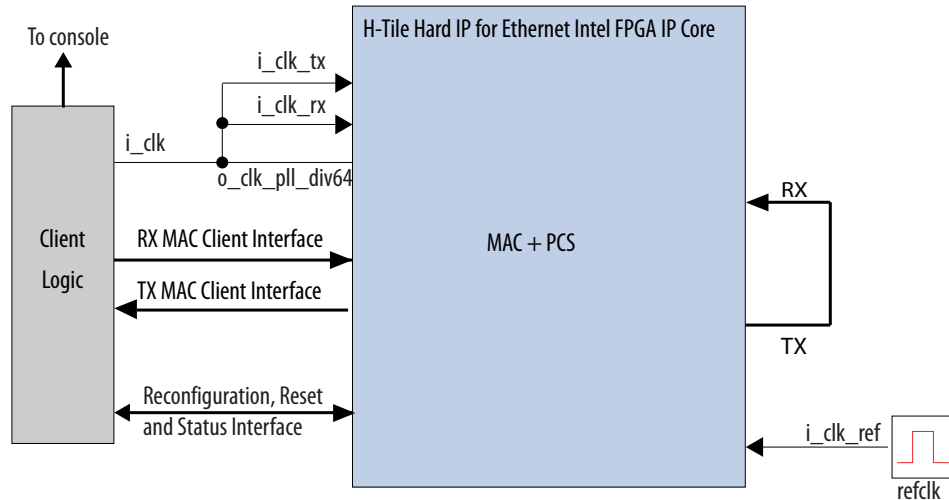 H-Tile Hard IP for Ethernet Intel FPGA IP Core
To console
i_clk_tx
i_clk_rx
i_clk
o_clk_pll_div64
Client
Logic
RX MAC Client Interface
TX MAC Client Interface
MAC + PCS
RX
TX
Reconfiguration, Reset
and Status Interface
i_clk_ref
refclk